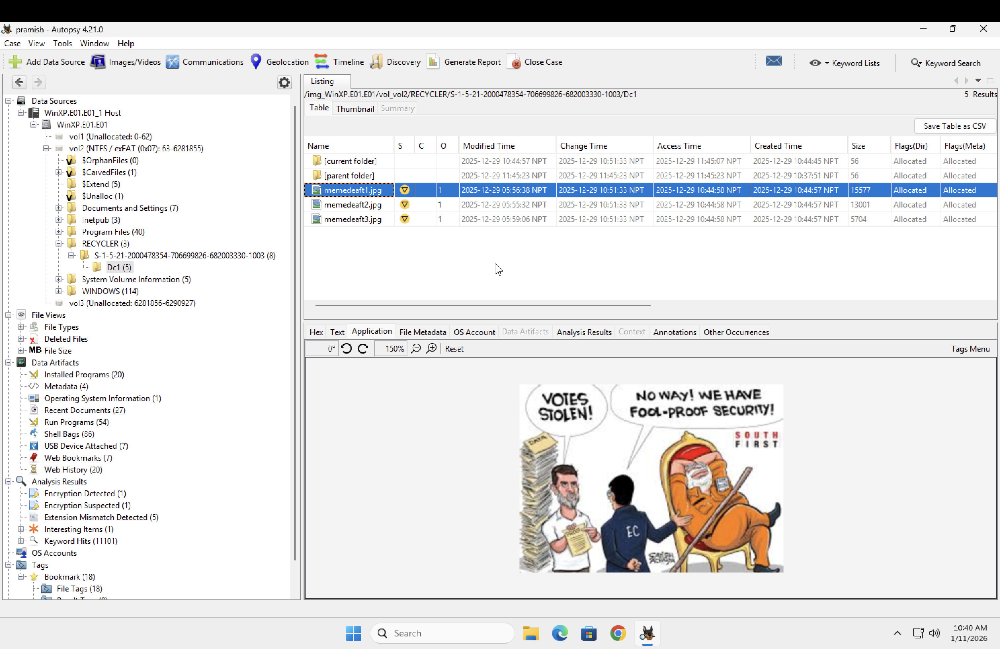 pramish - Autopsy 4.21.0
Case View Tools Window Help
Add Data Source Images/Videos Communications Geolocation Timeline Discovery Generate Report Close Case Keyword Lists Keyword Search
Listing
/img_WinXP.E01.E01/vol_vol2/RECYCLER/S-1-5-21-2000478354-706699826-682003330-1003/Dc1 5 Results
Table Thumbnail Summary
Save Table as CSV
Name S C O Modified Time Change Time Access Time Created Time Size Flags(Dir) Flags(Meta)
[current folder] 2025-12-29 10:44:57 NPT 2025-12-29 10:51:33 NPT 2025-12-29 11:45:07 NPT 2025-12-29 10:44:45 NPT 56 Allocated Allocated
[parent folder] 2025-12-29 11:45:23 NPT 2025-12-29 11:45:23 NPT 2025-12-29 11:45:23 NPT 2025-12-29 10:37:51 NPT 56 Allocated Allocated
memedeaft1.jpg 1 2025-12-29 05:56:38 NPT 2025-12-29 10:51:33 NPT 2025-12-29 10:44:58 NPT 2025-12-29 10:44:57 NPT 15577 Allocated Allocated
memedeaft2.jpg 1 2025-12-29 05:55:32 NPT 2025-12-29 10:51:33 NPT 2025-12-29 10:44:58 NPT 2025-12-29 10:44:57 NPT 13001 Allocated Allocated
memedeaft3.jpg 1 2025-12-29 05:59:06 NPT 2025-12-29 10:51:33 NPT 2025-12-29 10:44:58 NPT 2025-12-29 10:44:57 NPT 5704 Allocated Allocated
Data Sources
WinXP.E01.E01_1 Host
WinXP.E01.E01
vol1 (Unallocated: 0-62)
vol2 (NTFS / exFAT (0x07): 63-6281855)
$OrphanFiles (0)
$CarvedFiles (1)
$Extend (5)
$Unalloc (1)
Documents and Settings (7)
Inetpub (3)
Program Files (40)
RECYCLER (3)
S-1-5-21-2000478354-706699826-682003330-1003 (8)
Dc1 (5)
System Volume Information (5)
WINDOWS (114)
vol3 (Unallocated: 6281856-6290927)
File Views
File Types
Deleted Files
MB File Size
Data Artifacts
Installed Programs (20)
Metadata (4)
Operating System Information (1)
Recent Documents (27)
Run Programs (54)
Shell Bags (86)
USB Device Attached (7)
Web Bookmarks (7)
Web History (20)
Analysis Results
Encryption Detected (1)
Encryption Suspected (1)
Extension Mismatch Detected (5)
Interesting Items (1)
Keyword Hits (11101)
OS Accounts
Tags
Bookmark (18)
File Tags (18)
Hex Text Application File Metadata OS Account Data Artifacts Analysis Results Context Annotations Other Occurrences
0° 150% Reset Tags Menu
VOTES
STOLEN!
NO WAY! WE HAVE
FOOL-PROOF SECURITY!
SOUTH
FIRST
DATA
PROOF
EC
SATISH
ACHARYA
Search
10:40 AM
1/11/2026